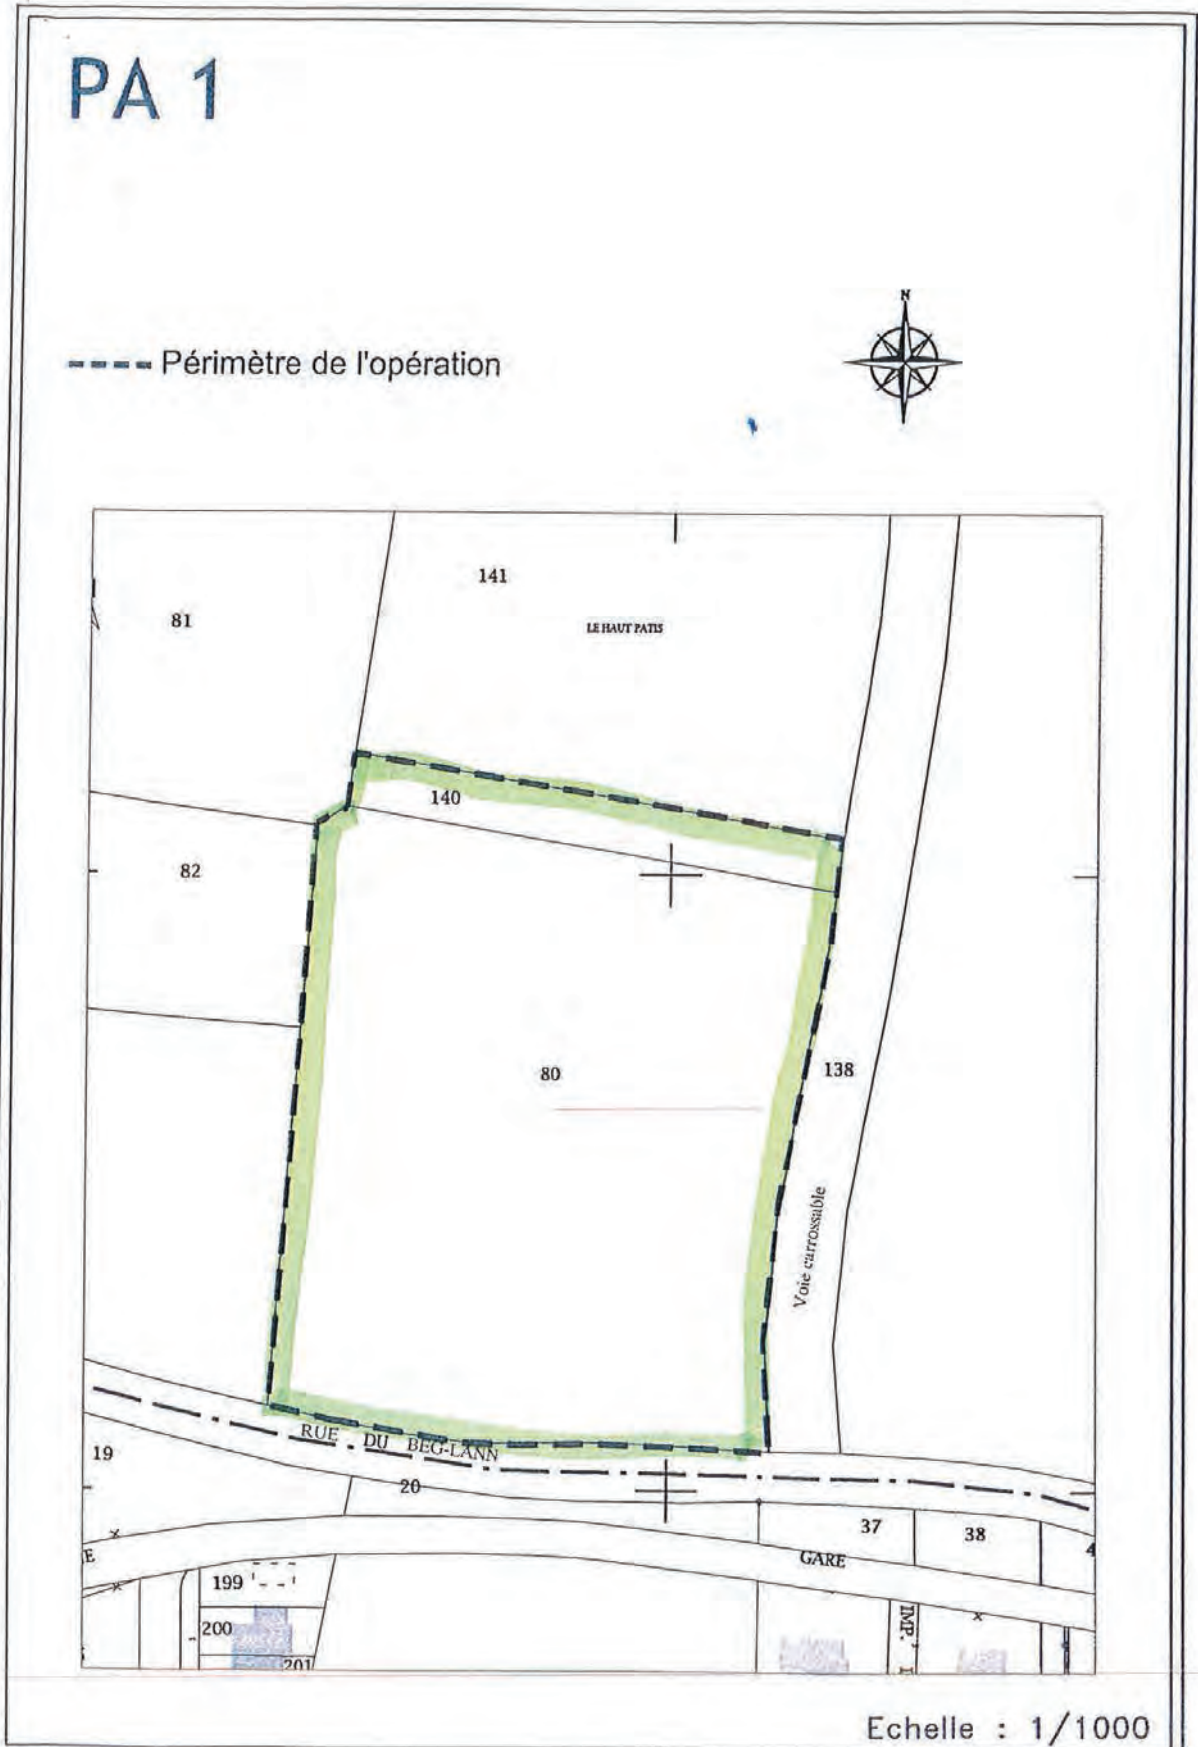 PA 1
N
Périmètre de l'opération
141
81
LE HAUT PATIS
140
82
80
138
Voie carrossable
RUE DU BEG-LANN
19
20
37
38
4
E
GARE
199
200
201
IMP.
Echelle : 1/1000